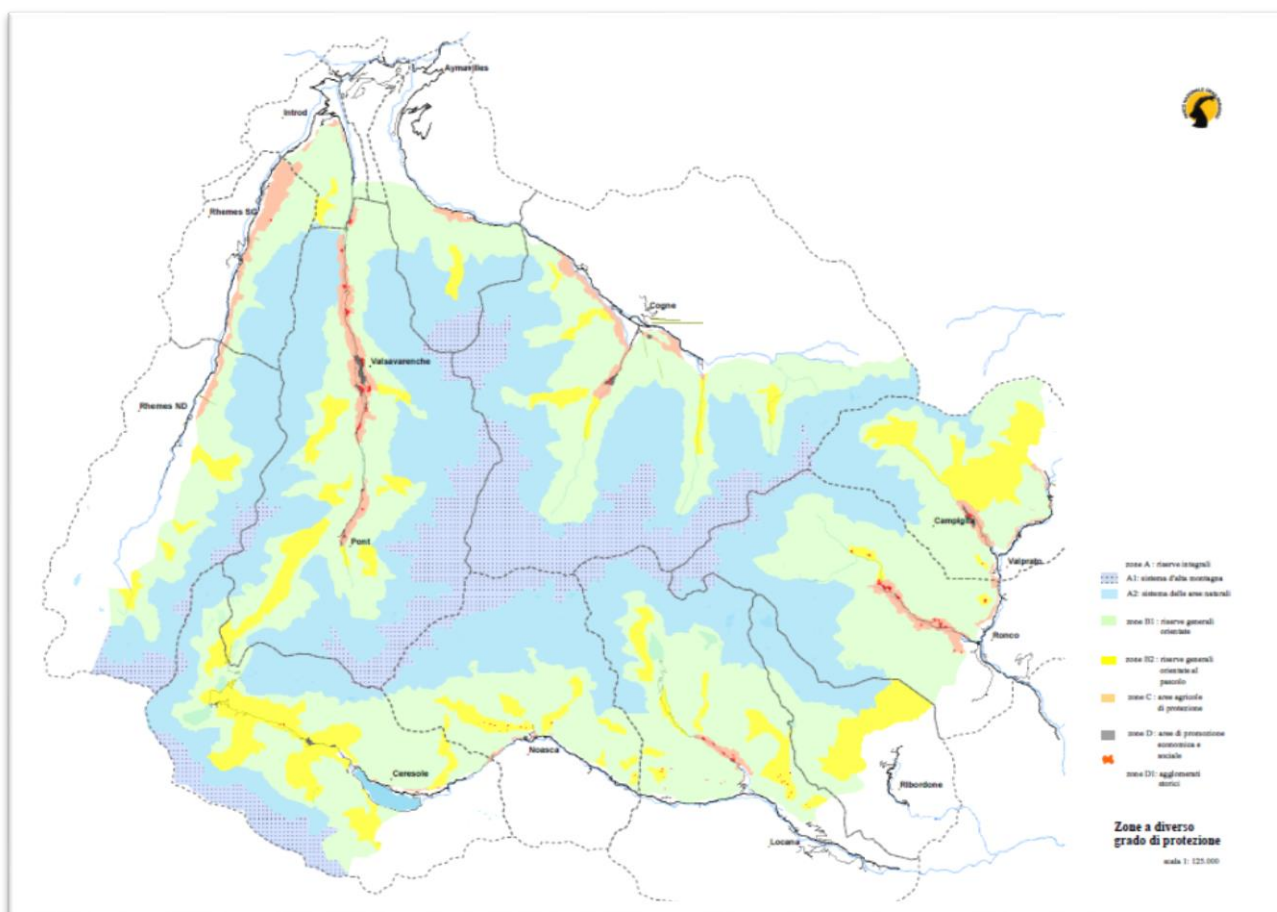 Aymavilles
Introd
Rhemes SG
Cogne
Valsavarenche
Rhemes ND
Campiglia
Pont
Valprato
Ronco
Noasca
Ceresole
Ribordone
Locana
zone A : riserve integrali
A1: sistema d'alta montagna
A2: sistema delle aree naturali
zone B1 : riserve generali
orientate
zone B2 : riserve generali
orientate al
pascolo
zone C : aree agricole
di protezione
zone D : aree di promozione
economica e
sociale
zone D1: agglomerati
storici
Zone a diverso
grado di protezione
scala 1: 125.000